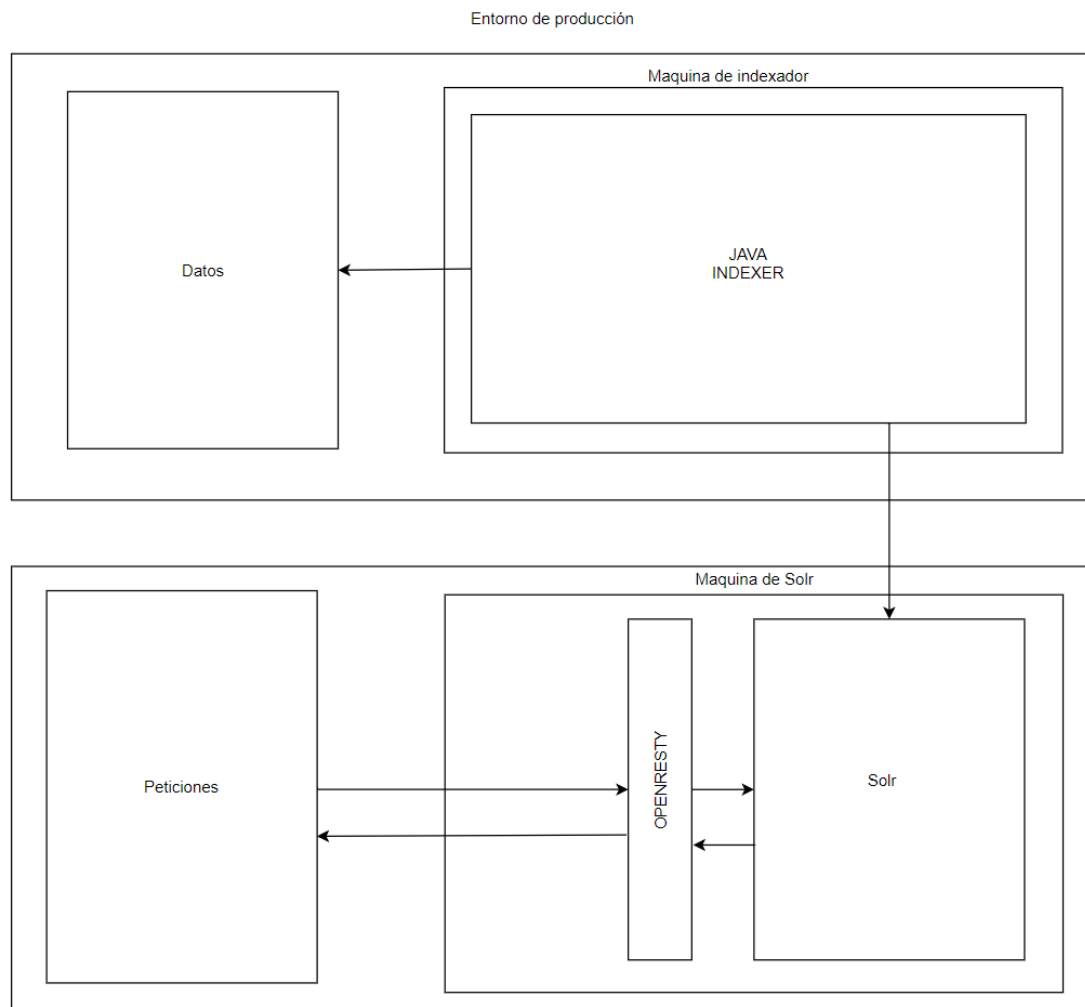 Entorno de producción
Maquina de indexador
Datos
JAVA
INDEXER
Maquina de Solr
Peticiones
OPENRESTY
Solr